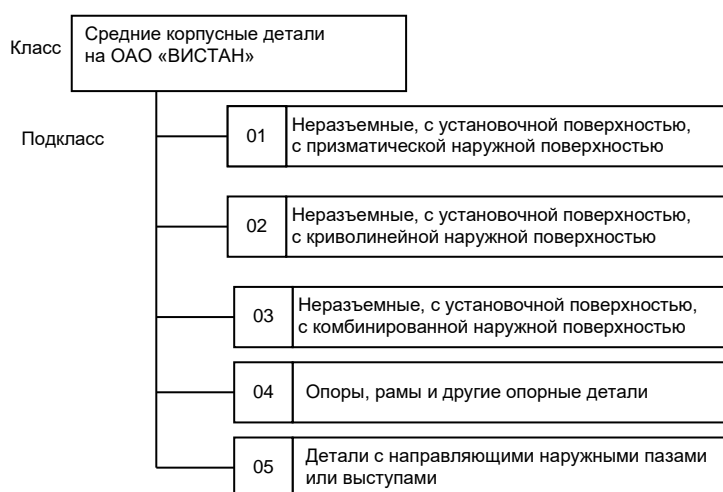 Класс
Средние корпусные детали
на ОАО «ВИСТАН»
Подкласс
01
Неразъемные, с установочной поверхностью,
с призматической наружной поверхностью
02
Неразъемные, с установочной поверхностью,
с криволинейной наружной поверхностью
03
Неразъемные, с установочной поверхностью,
с комбинированной наружной поверхностью
04
Опоры, рамы и другие опорные детали
05
Детали с направляющими наружными пазами
или выступами